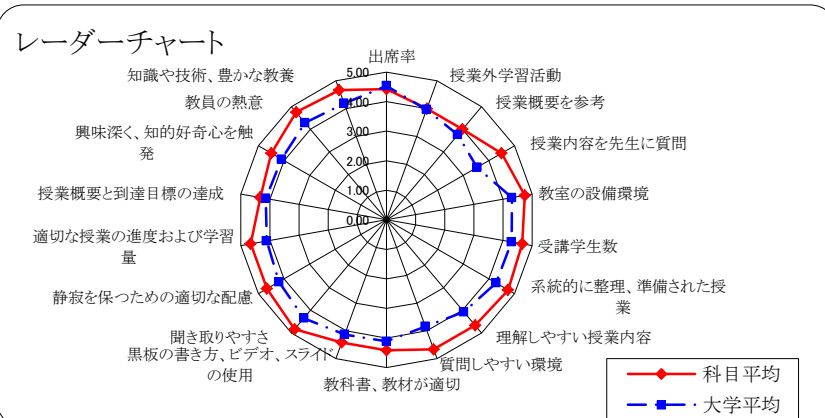 レーダーチャート
出席率
授業外学習活動
授業概要を参考
授業内容を先生に質問
教室の設備環境
受講学生数
系統的に整理、準備された授
業
理解しやすい授業内容
質問しやすい環境
教科書、教材が適切
黒板の書き方、ビデオ、スライド
の使用
聞き取りやすさ
静寂を保つための適切な配慮
適切な授業の進度および学習
量
授業概要と到達目標の達成
興味深く、知的好奇心を触
発
教員の熱意
知識や技術、豊かな教養
5.00
4.00
3.00
2.00
1.00
0.00
科目平均
大学平均